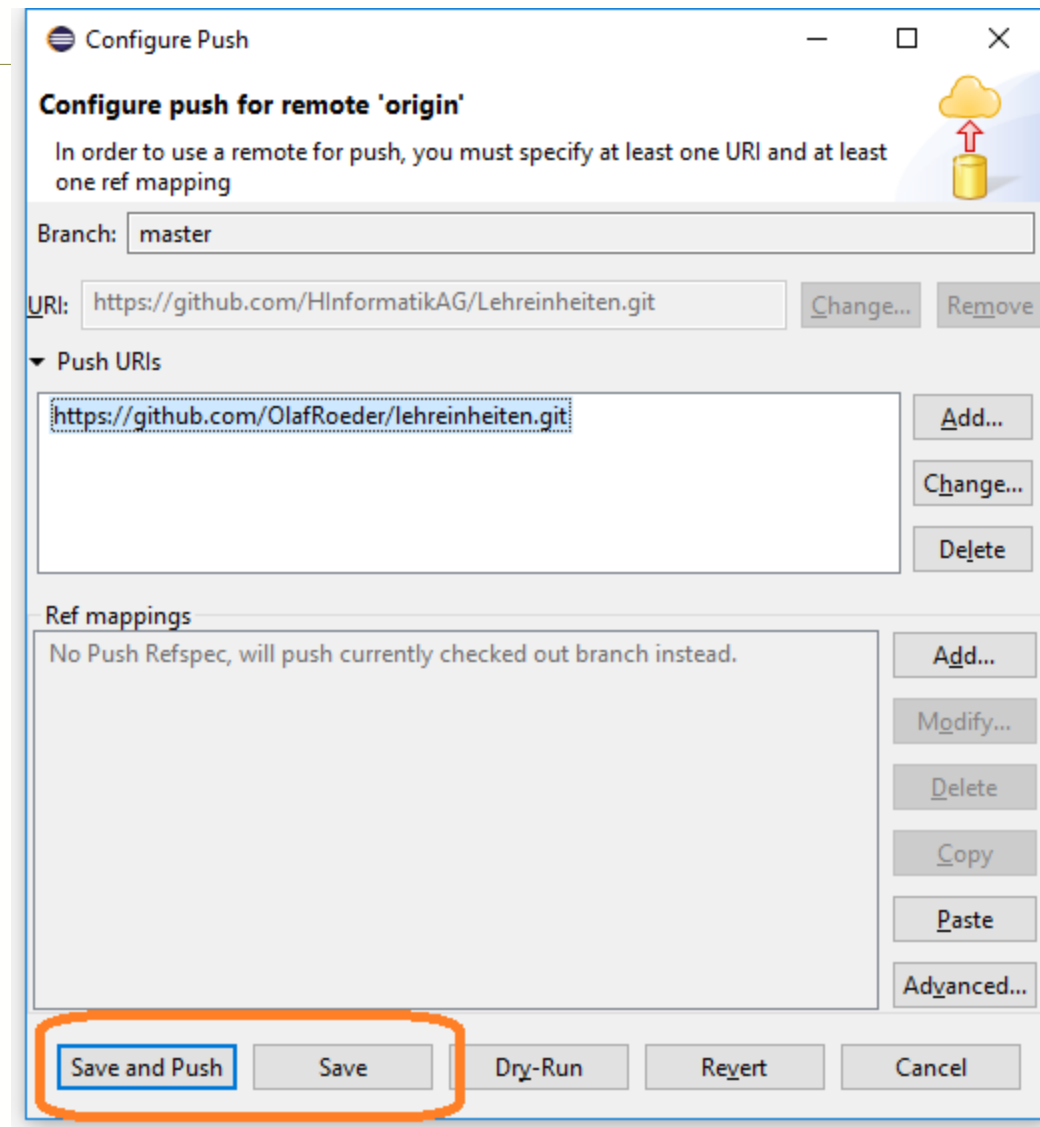 Configure Push
Configure push for remote 'origin'
In order to use a remote for push, you must specify at least one URI and at least
one ref mapping
Branch: master
URI: https://github.com/HInformatikAG/Lehreinheiten.git Change... Remove
Push URIs
https://github.com/OlafRoeder/lehreinheiten.git
Add...
Change...
Delete
Ref mappings
No Push Refspec, will push currently checked out branch instead.
Add...
Modify...
Delete
Copy
Paste
Advanced...
Save and Push Save Dry-Run Revert Cancel